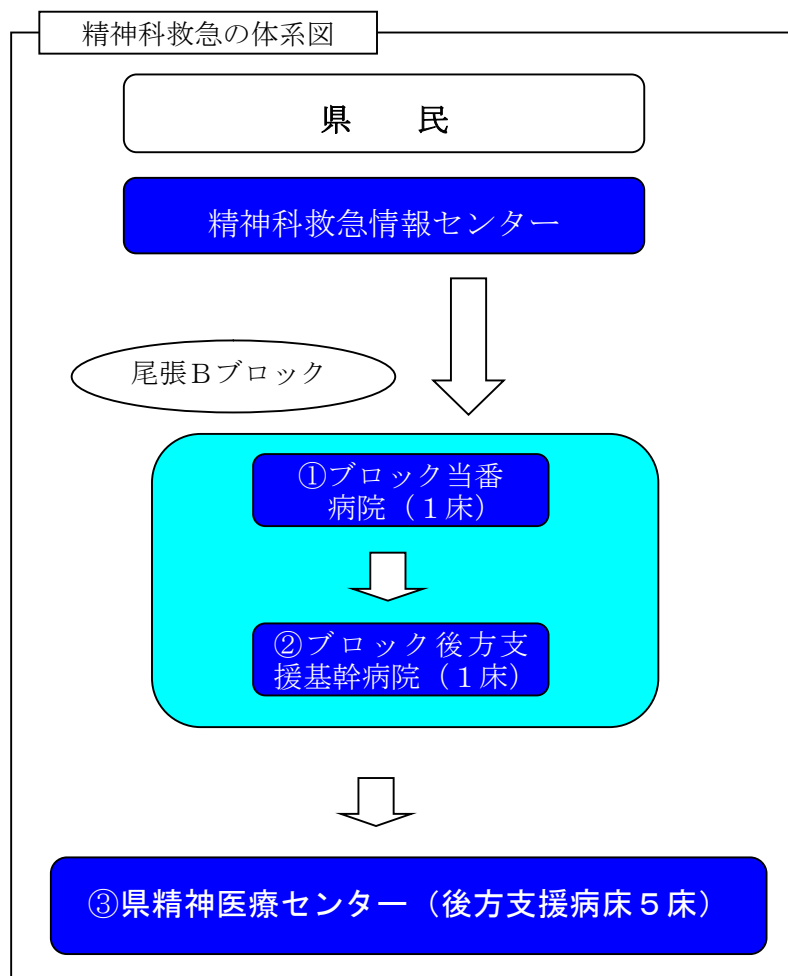 精神科救急の体系図
県　　民
精神科救急情報センター
尾張Ｂブロック
①ブロック当番
病院（１床）
②ブロック後方支
援基幹病院（１床）
③県精神医療センター（後方支援病床５床）